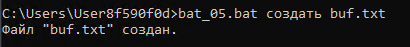 C:\Users\User8f590f0d>bat_05.bat создать buf.txt
Файл "buf.txt" создан.